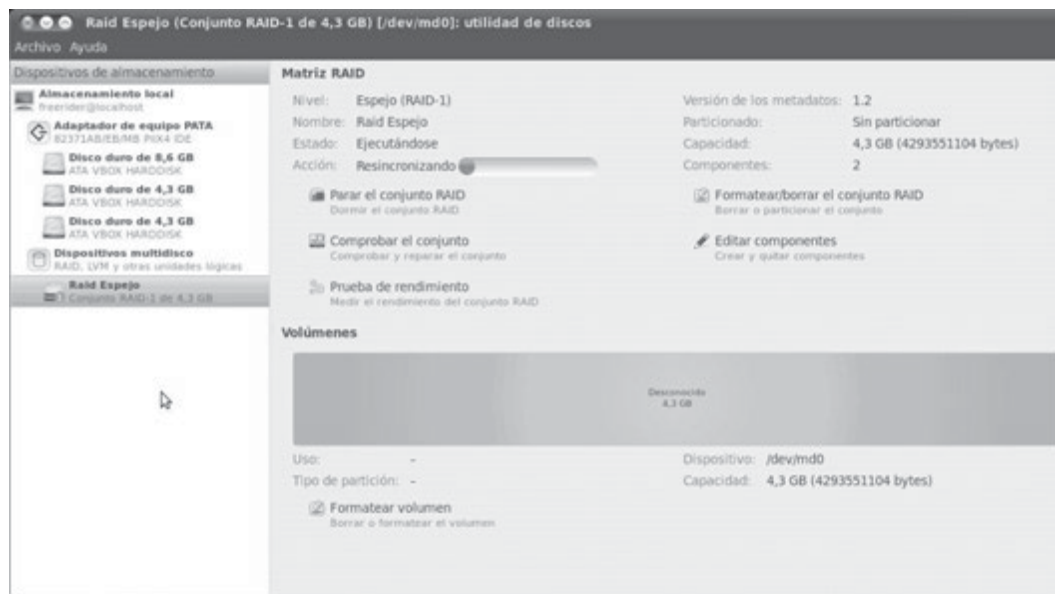 Raid Espejo (Conjunto RAID-1 de 4,3 GB) [/dev/md0]: utilidad de discos
Archivo Ayuda
Dispositivos de almacenamiento
Almacenamiento local
freerider@localhost
Adaptador de equipo PATA
82371AB/EB/MB PIIX4 IDE
Disco duro de 8,6 GB
ATA VBOX HARDDISK
Disco duro de 4,3 GB
ATA VBOX HARDDISK
Disco duro de 4,3 GB
ATA VBOX HARDDISK
Dispositivos multidisco
RAID, LVM y otras unidades lógicas
Raid Espejo
Conjunto RAID-1 de 4,3 GB
Matriz RAID
Nivel: Espejo (RAID-1)
Versión de los metadatos: 1.2
Nombre: Raid Espejo
Particionado: Sin particionar
Estado: Ejecutándose
Capacidad: 4,3 GB (4293551104 bytes)
Acción: Resincronizando
Componentes: 2
Parar el conjunto RAID
Dormir el conjunto RAID
Formatear/borrar el conjunto RAID
Borrar o particionar el conjunto
Comprobar el conjunto
Comprobar y reparar el conjunto
Editar componentes
Crear y quitar componentes
Prueba de rendimiento
Medir el rendimiento del conjunto RAID
Volúmenes
Desconocido
4,3 GB
Uso: -
Dispositivo: /dev/md0
Tipo de partición: -
Capacidad: 4,3 GB (4293551104 bytes)
Formatear volumen
Borrar o formatear el volumen